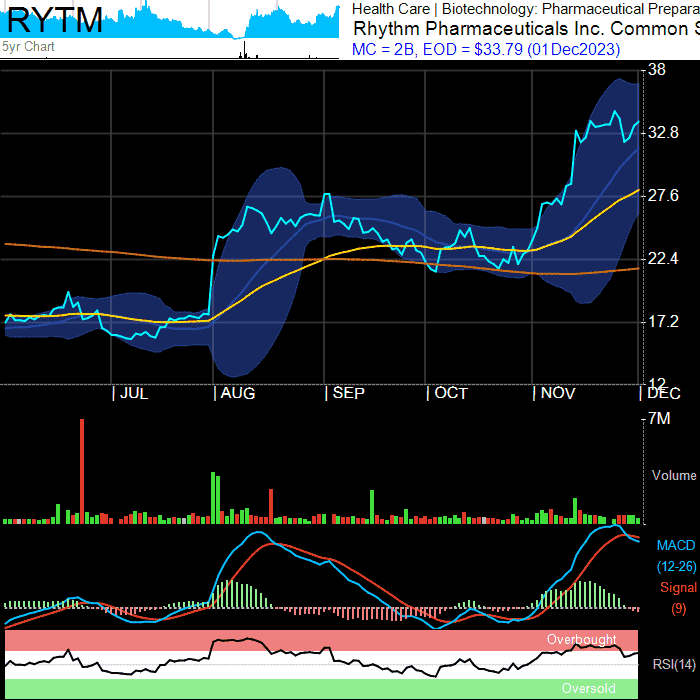 RYTM
5yr Chart
Health Care | Biotechnology: Pharmaceutical Prepara
Rhythm Pharmaceuticals Inc. Common S
MC = 2B, EOD = $33.79 (01Dec2023)
38
32.8
27.6
22.4
17.2
12
JUL
AUG
SEP
OCT
NOV
DEC
7M
Volume
MACD
(12-26)
Signal
(9)
Overbought
RSI(14)
Oversold